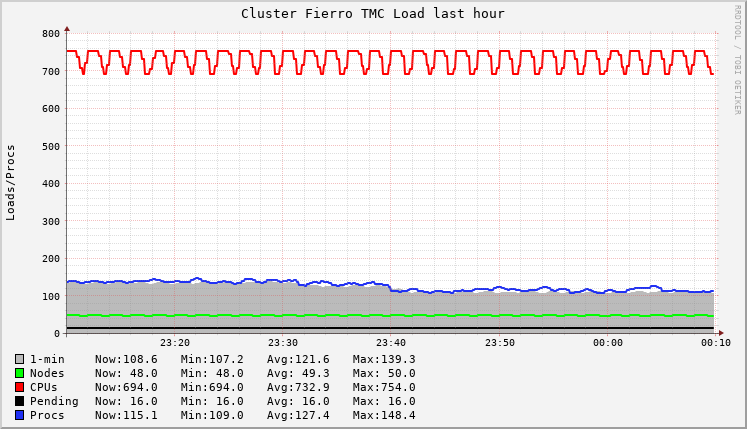 Cluster Fierro TMC Load last hour
RRDTOOL / TOBI OETIKER
Loads/Procs
800
700
600
500
400
300
200
100
0
23:20 23:30 23:40 23:50 00:00 00:10
1-min Now:108.6 Min:107.2 Avg:121.6 Max:139.3
Nodes Now: 48.0 Min: 48.0 Avg: 49.3 Max: 50.0
CPUs Now:694.0 Min:694.0 Avg:732.9 Max:754.0
Pending Now: 16.0 Min: 16.0 Avg: 16.0 Max: 16.0
Procs Now:115.1 Min:109.0 Avg:127.4 Max:148.4